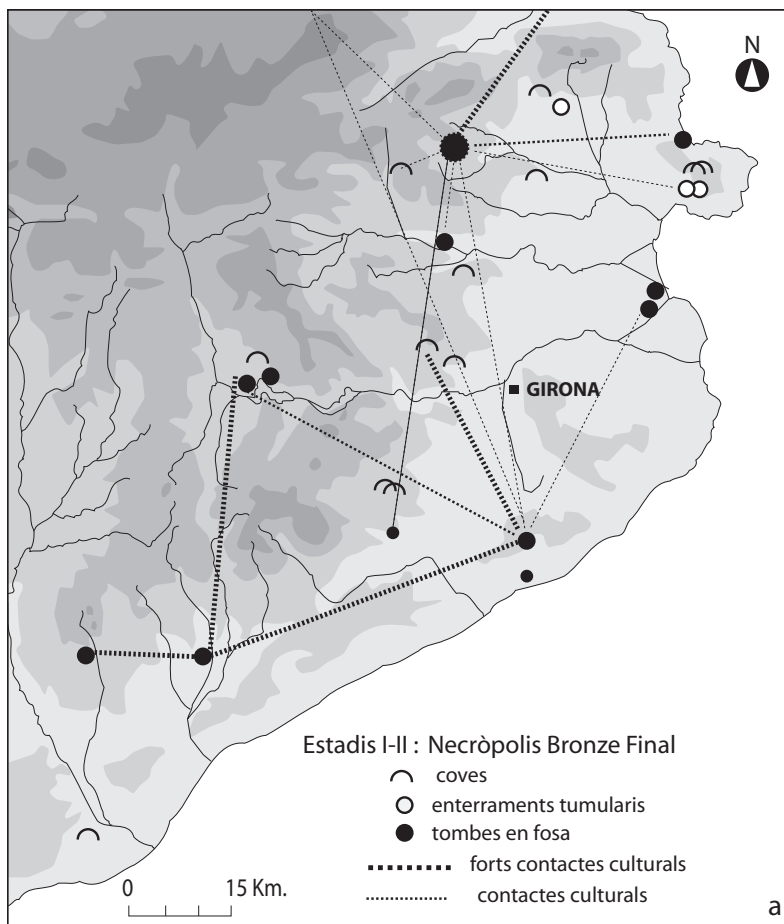 N
GIRONA
Estadis I-II : Necròpolis Bronze Final
coves
enterraments tumularis
tombes en fosa
forts contactes culturals
contactes culturals
0 15 Km.
a